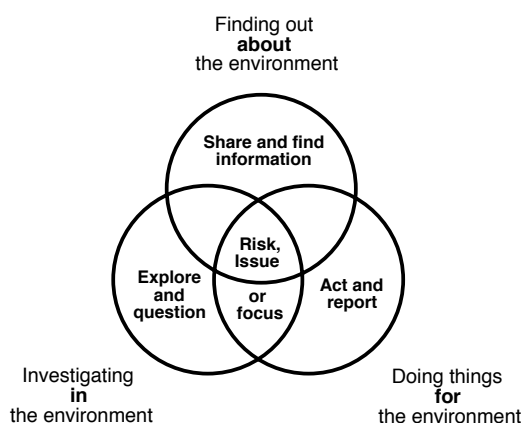 Finding out
about
the environment
Share and find
information
Risk,
Issue
or
focus
Explore
and
question
Act and
report
Investigating
in
the environment
Doing things
for
the environment